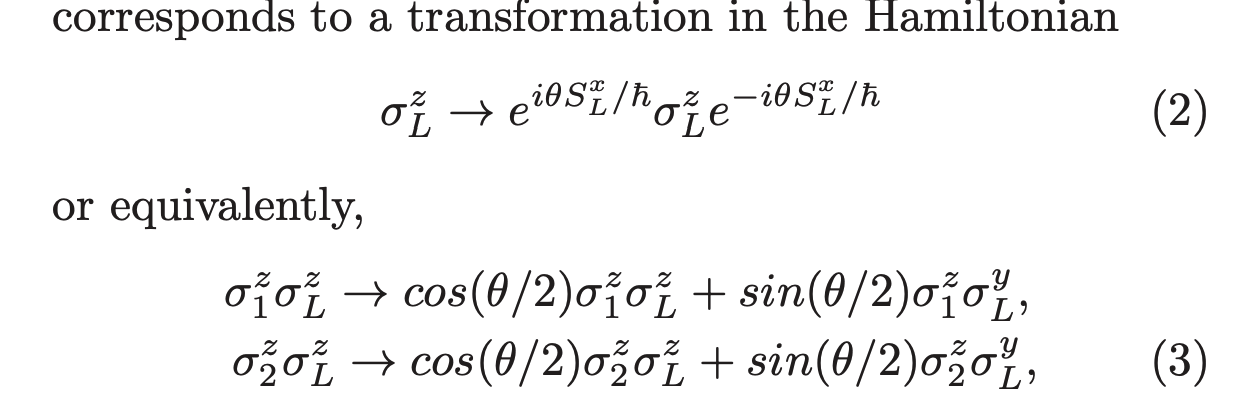 corresponds to a transformation in the Hamiltonian
σ_L^z → e^{iθS_L^x/ħ} σ_L^z e^{−iθS_L^x/ħ} (2)
or equivalently,
σ_1^z σ_L^z → cos(θ/2)σ_1^z σ_L^z + sin(θ/2)σ_1^z σ_L^y,
σ_2^z σ_L^z → cos(θ/2)σ_2^z σ_L^z + sin(θ/2)σ_2^z σ_L^y, (3)